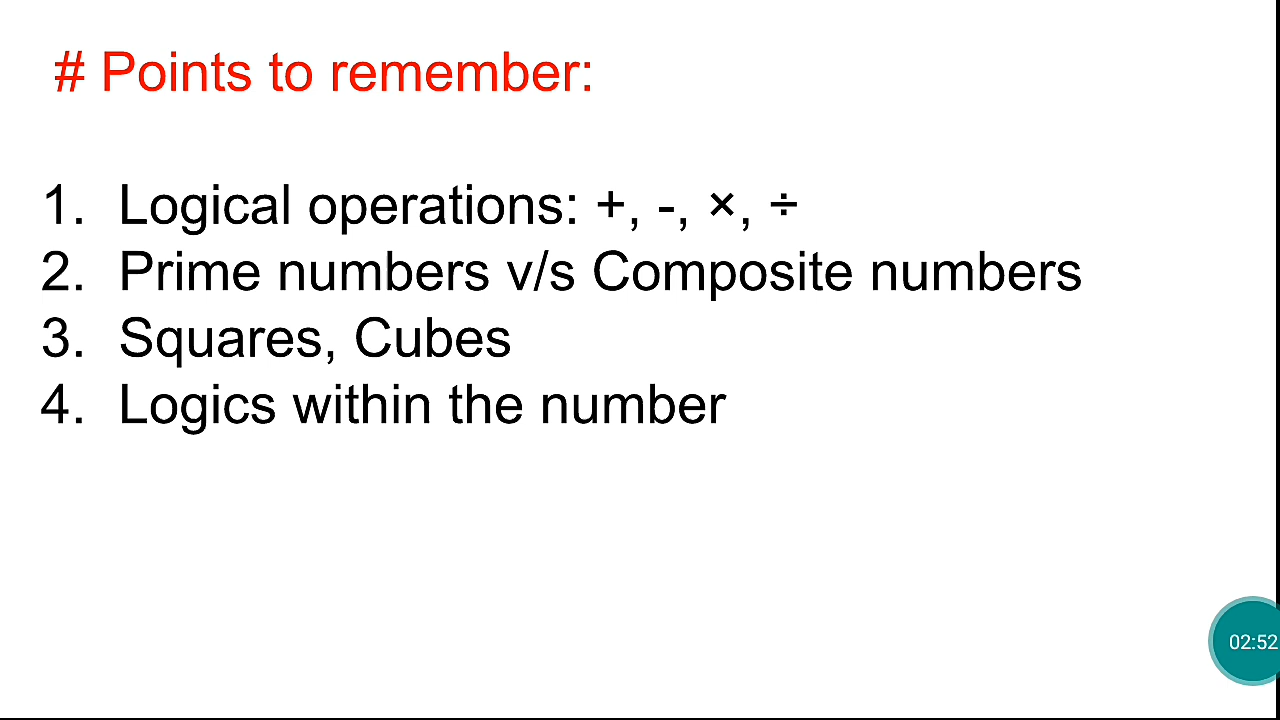 # Points to remember:
1. Logical operations: +, -, ×, ÷
2. Prime numbers v/s Composite numbers
3. Squares, Cubes
4. Logics within the number
02:52